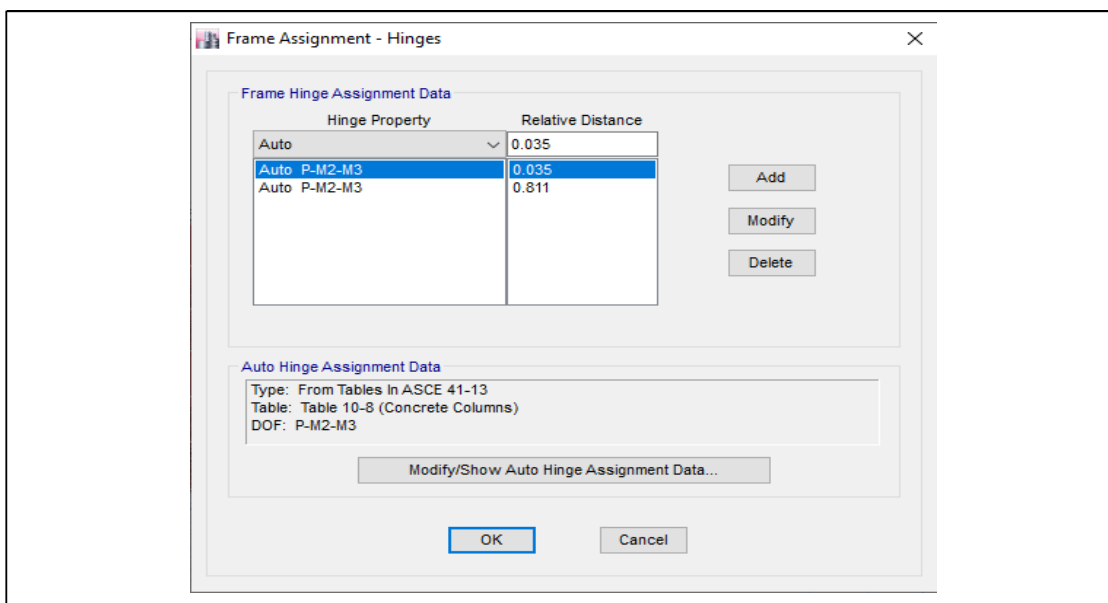 Frame Assignment - Hinges
Frame Hinge Assignment Data
Hinge Property Relative Distance
Auto 0.035
Auto P-M2-M3 0.035
Auto P-M2-M3 0.811
Add
Modify
Delete
Auto Hinge Assignment Data
Type: From Tables In ASCE 41-13
Table: Table 10-8 (Concrete Columns)
DOF: P-M2-M3
Modify/Show Auto Hinge Assignment Data...
OK Cancel